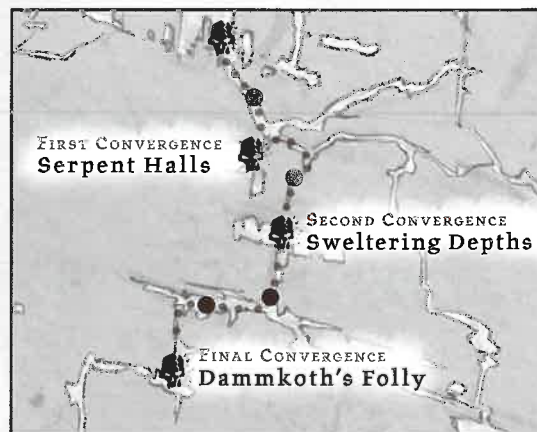 First Convergence
Serpent Halls
Second Convergence
Sweltering Depths
Final Convergence
Dammkoth's Folly